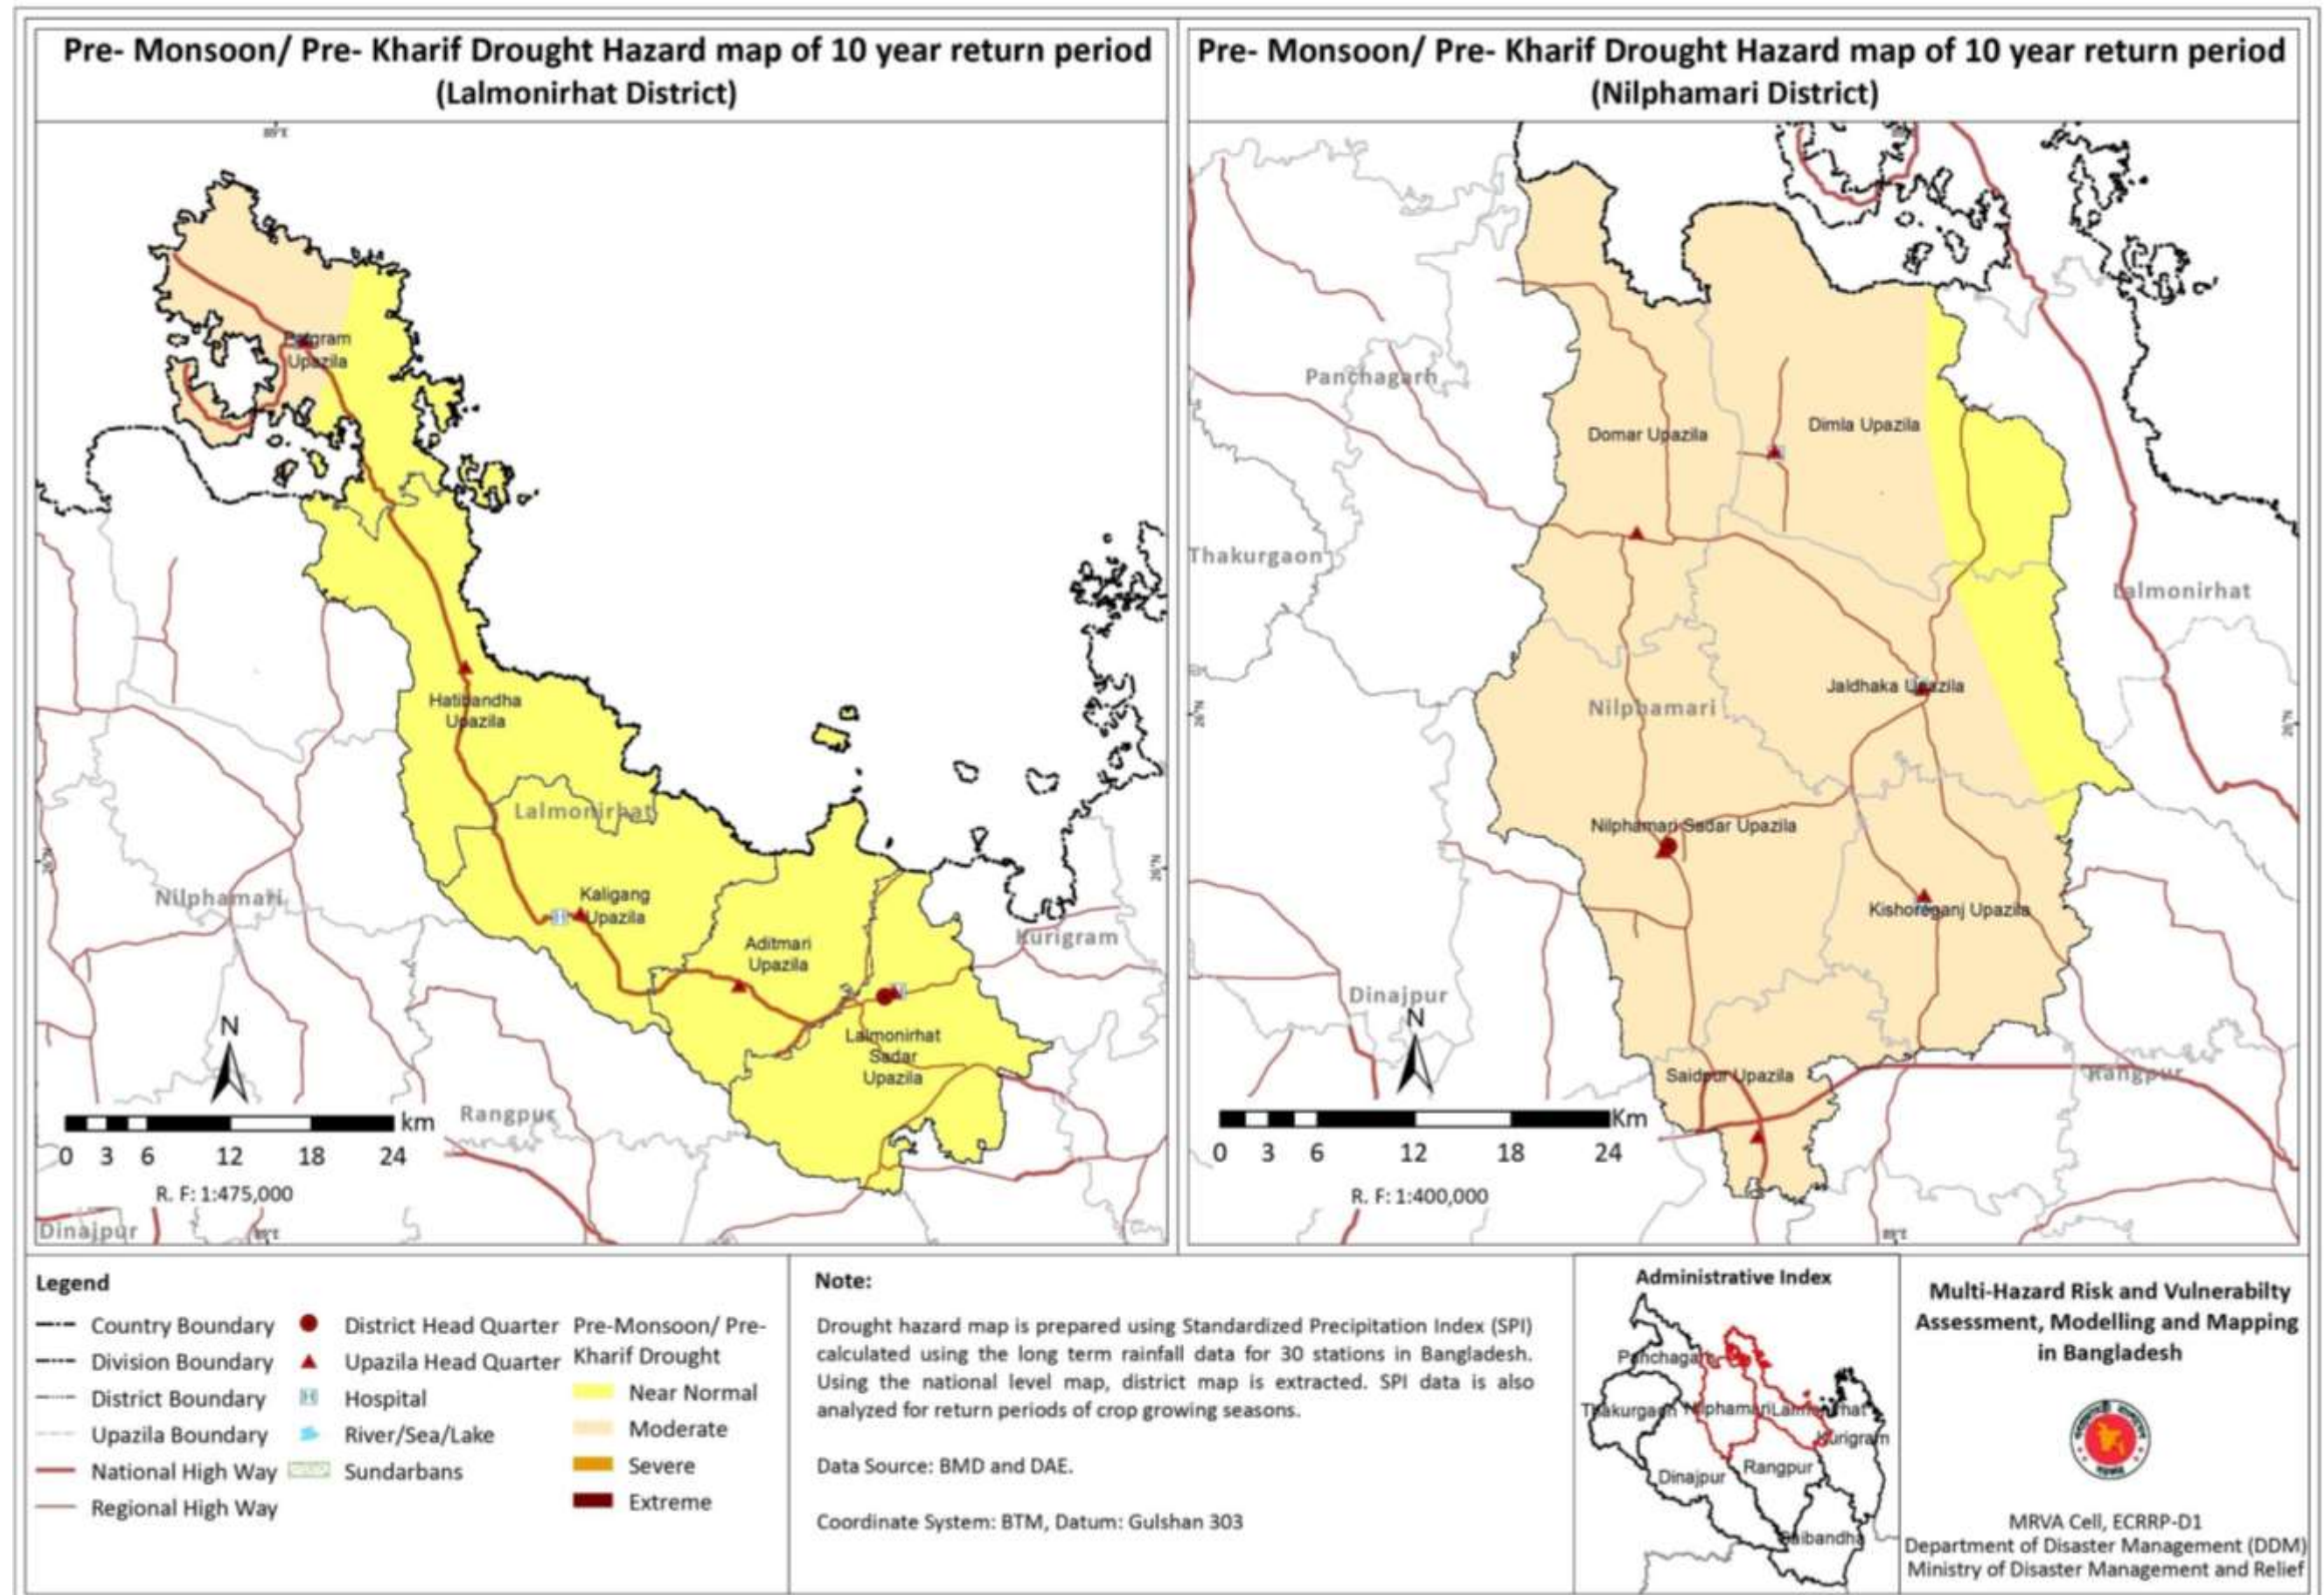 Pre- Monsoon/ Pre- Kharif Drought Hazard map of 10 year return period
(Lalmonirhat District)
89°E
Patgram
Upazila
Hatibandha
Upazila
Lalmonirhat
Kaligang
Upazila
Aditmari
Upazila
Lalmonirhat
Sadar
Upazila
Nilphamari
Kurigram
Rangpur
Dinajpur
26°N
26°N
N
km
0 3 6 12 18 24
R. F: 1:475,000
89°E
Pre- Monsoon/ Pre- Kharif Drought Hazard map of 10 year return period
(Nilphamari District)
Panchagarh
Domar Upazila
Dimla Upazila
Thakurgaon
Lalmonirhat
Jaldhaka Upazila
Nilphamari
26°N
26°N
Nilphamari Sadar Upazila
Kishoreganj Upazila
Dinajpur
N
Saidpur Upazila
Rangpur
Km
0 3 6 12 18 24
R. F: 1:400,000
89°E
Legend
Country Boundary
Division Boundary
District Boundary
Upazila Boundary
National High Way
Regional High Way
District Head Quarter
Upazila Head Quarter
H Hospital
River/Sea/Lake
Sundarbans
Pre-Monsoon/ Pre-
Kharif Drought
Near Normal
Moderate
Severe
Extreme
Note:
Drought hazard map is prepared using Standardized Precipitation Index (SPI)
calculated using the long term rainfall data for 30 stations in Bangladesh.
Using the national level map, district map is extracted. SPI data is also
analyzed for return periods of crop growing seasons.
Data Source: BMD and DAE.
Coordinate System: BTM, Datum: Gulshan 303
Administrative Index
Panchagarh
Thakurgaon
Nilphamari
Lalmonirhat
Kurigram
Dinajpur
Rangpur
Gaibandha
Multi-Hazard Risk and Vulnerabilty
Assessment, Modelling and Mapping
in Bangladesh
MRVA Cell, ECRRP-D1
Department of Disaster Management (DDM)
Ministry of Disaster Management and Relief